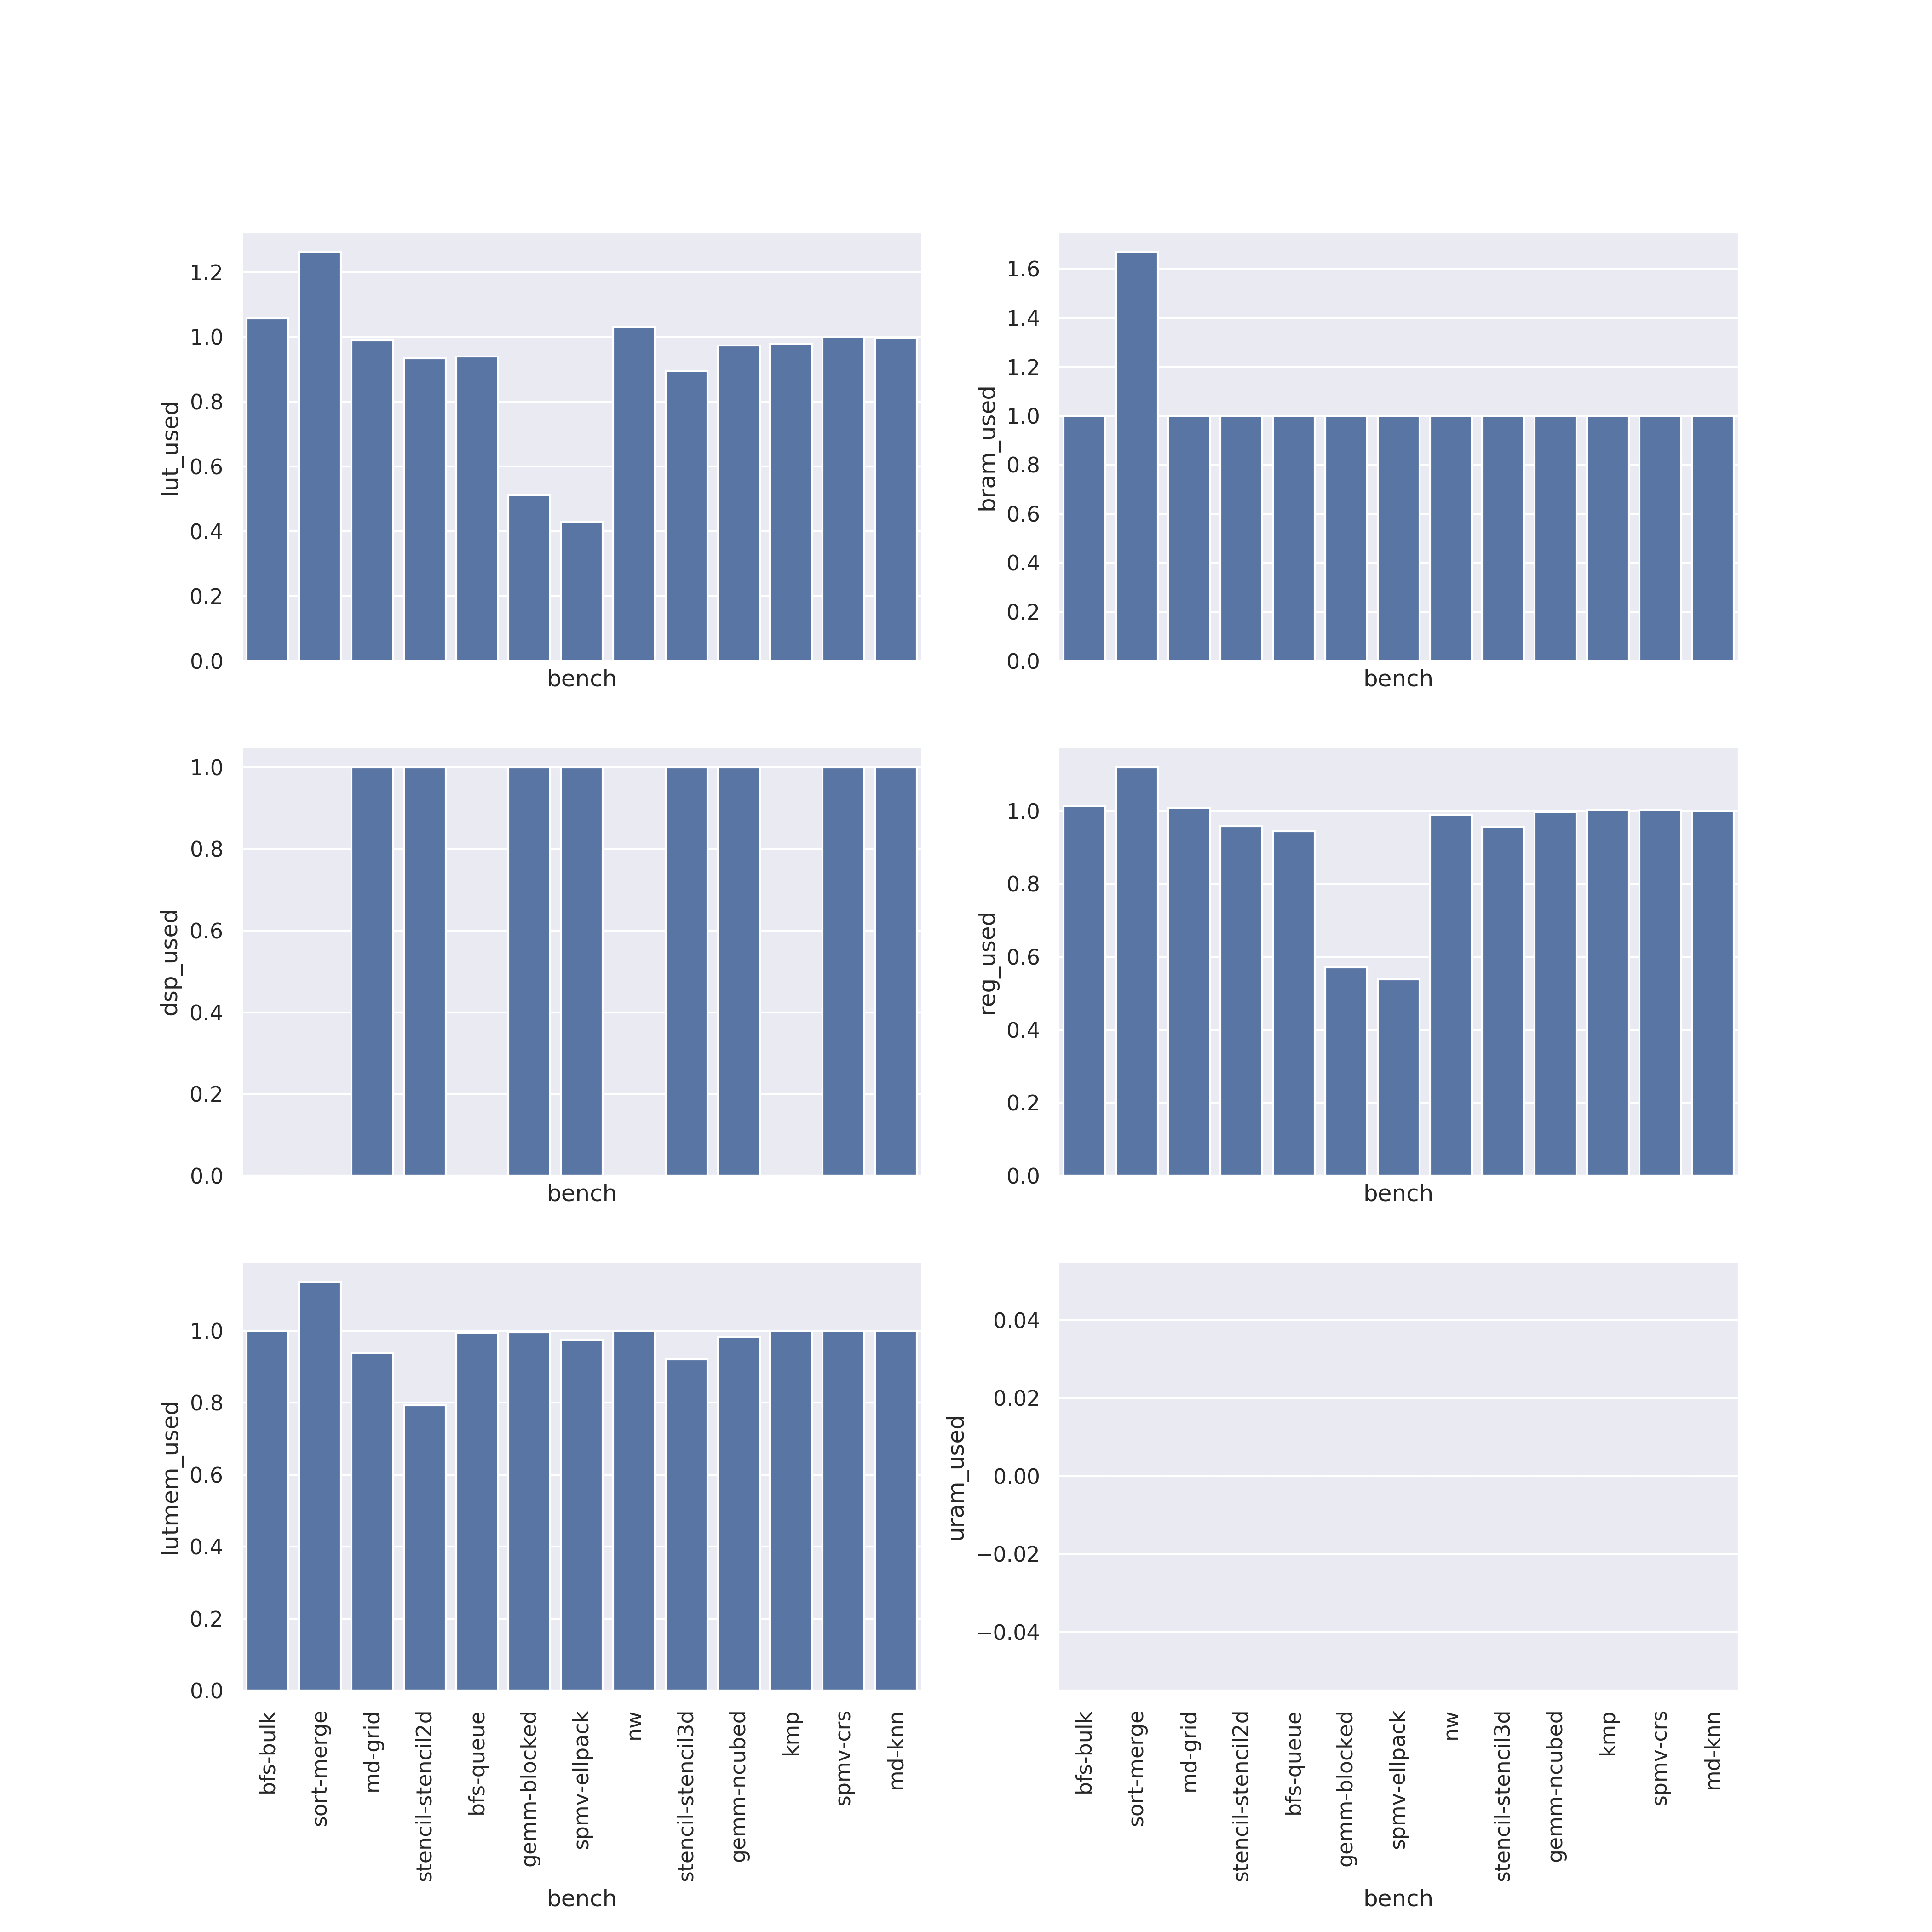 lut_used
1.2
1.0
0.8
0.6
0.4
0.2
0.0
bench
bram_used
1.6
1.4
1.2
1.0
0.8
0.6
0.4
0.2
0.0
bench
dsp_used
1.0
0.8
0.6
0.4
0.2
0.0
bench
reg_used
1.0
0.8
0.6
0.4
0.2
0.0
bench
lutmem_used
1.0
0.8
0.6
0.4
0.2
0.0
bfs-bulk
sort-merge
md-grid
stencil-stencil2d
bfs-queue
gemm-blocked
spmv-ellpack
nw
stencil-stencil3d
gemm-ncubed
kmp
spmv-crs
md-knn
bench
uram_used
0.04
0.02
0.00
−0.02
−0.04
bfs-bulk
sort-merge
md-grid
stencil-stencil2d
bfs-queue
gemm-blocked
spmv-ellpack
nw
stencil-stencil3d
gemm-ncubed
kmp
spmv-crs
md-knn
bench